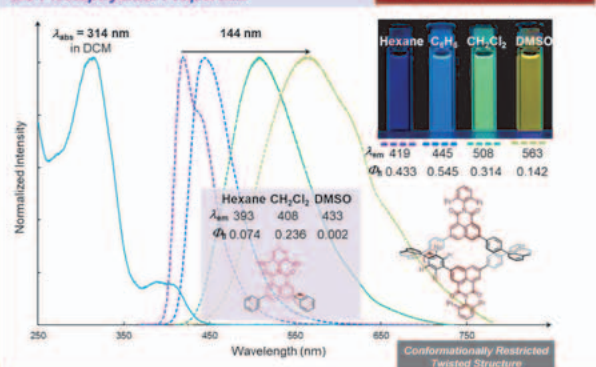 λabs = 314 nm
in DCM
144 nm
Hexane C6H6 CH2Cl2 DMSO
λem 419 445 508 563
Φfl 0.433 0.545 0.314 0.142
Hexane CH2Cl2 DMSO
λem 393 408 433
Φfl 0.074 0.236 0.002
Normalized Intensity
250 350 450 550 650 750
Wavelength (nm)
Conformationally Restricted
Twisted Structure